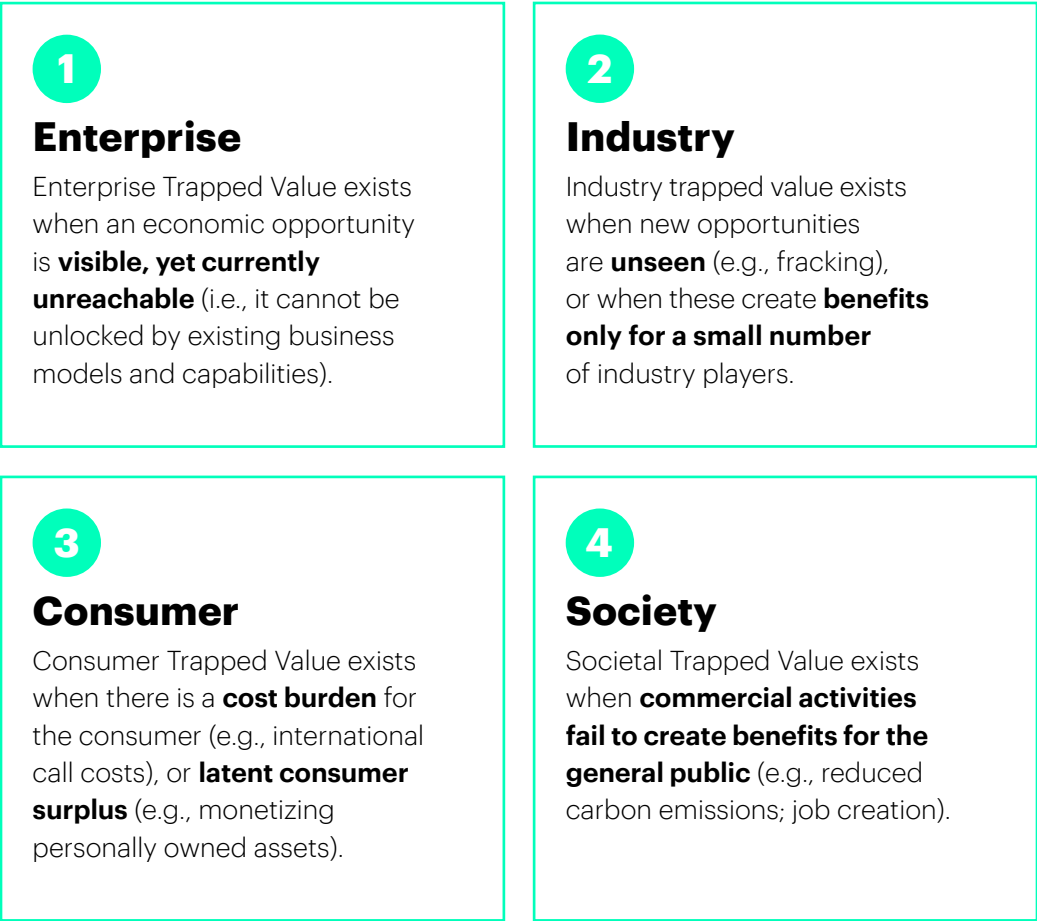 1
Enterprise
Enterprise Trapped Value exists
when an economic opportunity
is visible, yet currently
unreachable (i.e., it cannot be
unlocked by existing business
models and capabilities).
2
Industry
Industry trapped value exists
when new opportunities
are unseen (e.g., fracking),
or when these create benefits
only for a small number
of industry players.
3
Consumer
Consumer Trapped Value exists
when there is a cost burden for
the consumer (e.g., international
call costs), or latent consumer
surplus (e.g., monetizing
personally owned assets).
4
Society
Societal Trapped Value exists
when commercial activities
fail to create benefits for the
general public (e.g., reduced
carbon emissions; job creation).